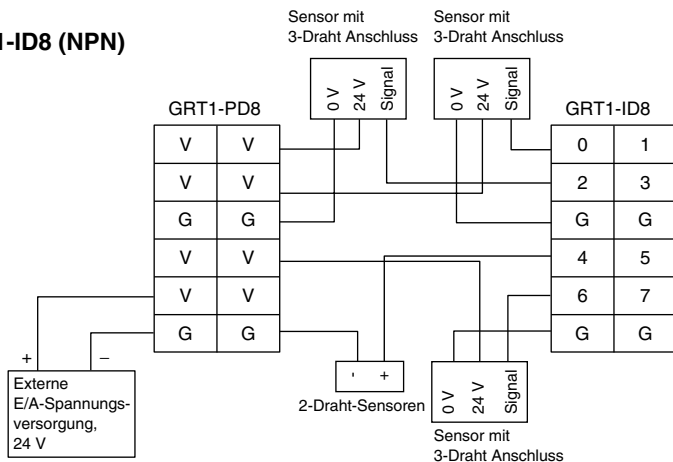 Sensor mit
3-Draht Anschluss
Sensor mit
3-Draht Anschluss
1-ID8 (NPN)
0 V
24 V
Signal
0 V
24 V
Signal
GRT1-PD8
V V
V V
G G
V V
V V
G G
GRT1-ID8
0 1
2 3
G G
4 5
6 7
G G
+ –
Externe
E/A-Spannungs-
versorgung,
24 V
- +
2-Draht-Sensoren
0 V
24 V
Signal
Sensor mit
3-Draht Anschluss